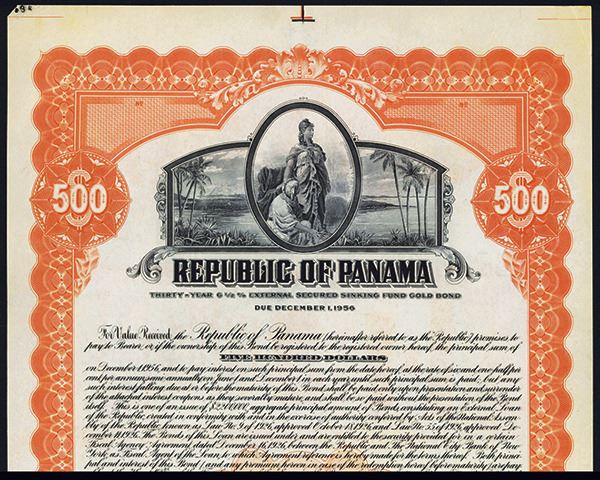 500 500
REPUBLIC OF PANAMA
THIRTY-YEAR 6 1/2 % EXTERNAL SECURED SINKING FUND GOLD BOND
DUE DECEMBER 1, 1956
For Value Received, the Republic of Panama (hereinafter referred to as the Republic) promises to
pay to Bearer, or if the ownership of this Bond be registered to the registered owner hereof, the principal sum of
FIVE HUNDRED DOLLARS
on December 1, 1956, and to pay interest on such principal sum from the date hereof, at the rate of six and one-half per
cent per annum, semi-annually on June 1 and December 1 in each year, until such principal sum is paid, but any
such interest falling due at or before the maturity of this Bond, shall be paid only upon presentation and surrender
of the attached interest coupons, as they severally mature, and shall be so paid without the presentation of the Bond
itself. This is one of an issue of aggregate principal amount of Bonds, constituting an External Loan
of the Republic, created in conformity with and in the exercise of authority conferred by Acts of the National Assem-
bly of the Republic, known as Law No. 9 of 1926, approved October 18, 1926 and Law No. 55 of 1926, approved De-
cember 11, 1926. The Bonds of this Loan are issued under and are entitled to the security provided for in a certain
Fiscal Agency Agreement, dated December 16, 1926, between the Republic and The National City Bank of New
York, as Fiscal Agent of the Loan, to which Agreement reference is hereby made for the terms thereof. Both princi-
pal and interest of this Bond (and any premium hereon in case of the redemption hereof before maturity) are pay-